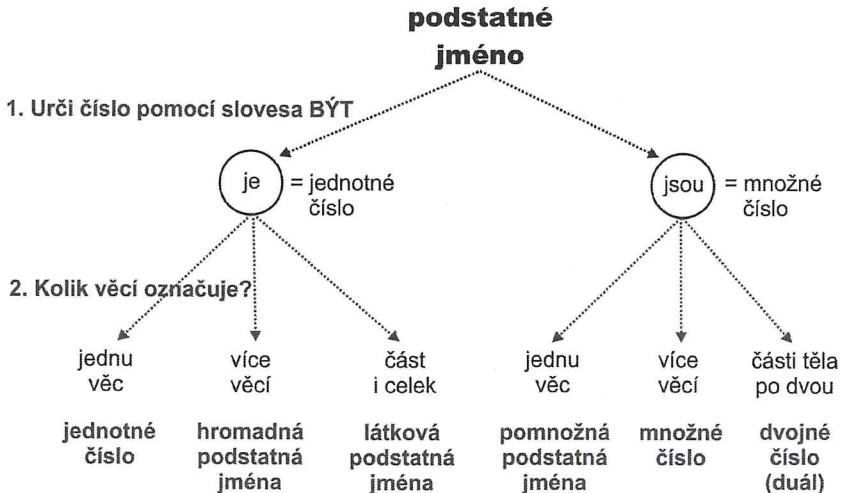 podstatné
jméno
1. Urči číslo pomocí slovesa BÝT
je = jednotné
číslo
jsou = množné
číslo
2. Kolik věcí označuje?
jednu
věc
více
věcí
část
i celek
jednu
věc
více
věcí
části těla
po dvou
jednotné
číslo
hromadná
podstatná
jména
látková
podstatná
jména
pomnožná
podstatná
jména
množné
číslo
dvojné
číslo
(duál)